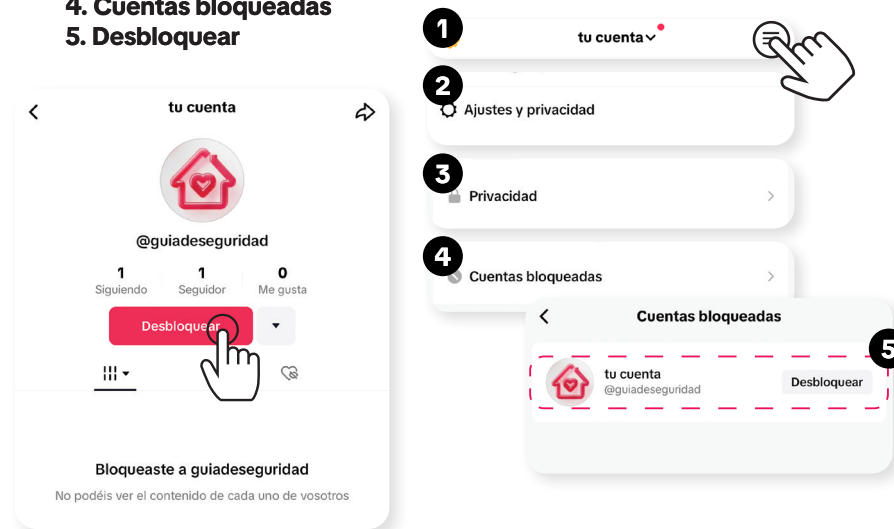 4. Cuentas bloqueadas
5. Desbloquear
tu cuenta
@guiadeseguridad
1
1
0
Siguiendo
Seguidor
Me gusta
Desbloquear
Bloqueaste a guiadeseguridad
No podéis ver el contenido de cada uno de vosotros
1
tu cuenta
2
Ajustes y privacidad
3
Privacidad
4
Cuentas bloqueadas
Cuentas bloqueadas
5
tu cuenta
@guiadeseguridad
Desbloquear